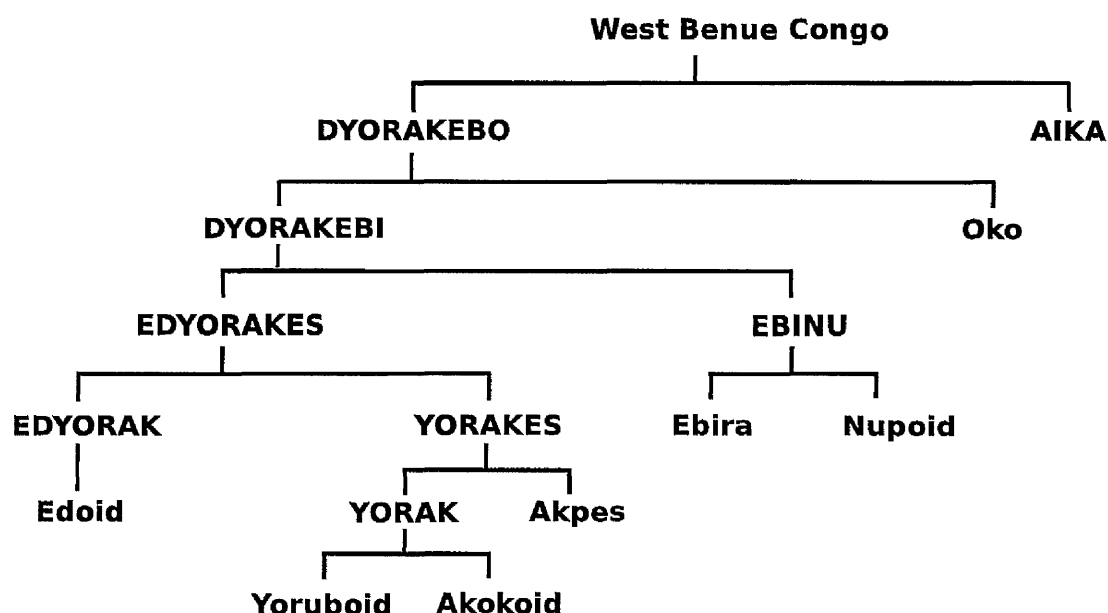 West Benue Congo
DYORAKEBO AIKA
DYORAKEBI Oko
EDYORAKES EBINU
EDYORAK YORAKES Ebira Nupoid
Edoid YORAK Akpes
Yoruboid Akokoid